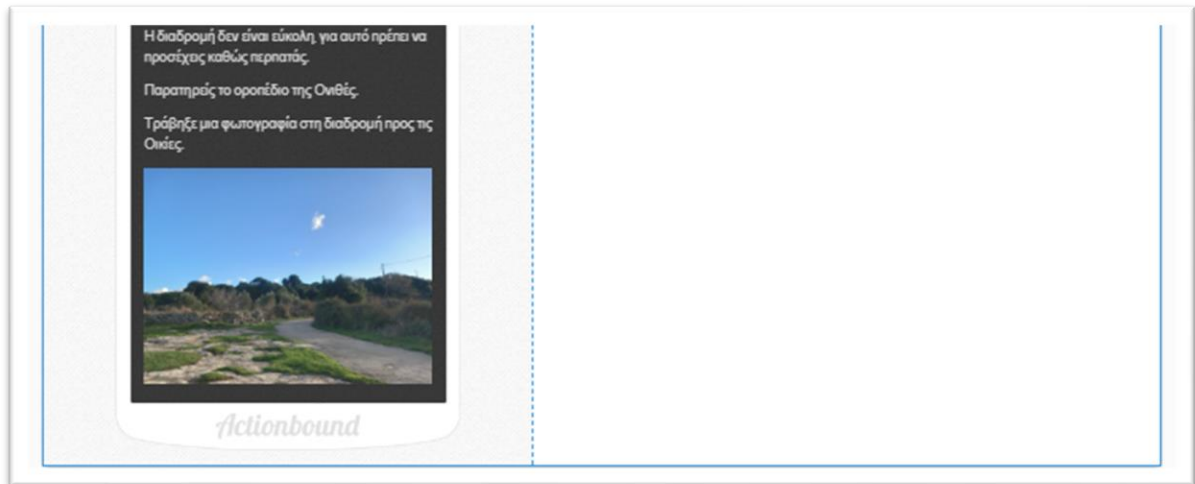 Η διαδρομή δεν είναι εύκολη, για αυτό πρέπει να
προσέχεις καθώς περπατάς.
Παρατηρείς το οροπέδιο της Ονιθές.
Τράβηξε μια φωτογραφία στη διαδρομή προς τις
Οικίες.
Actionbound